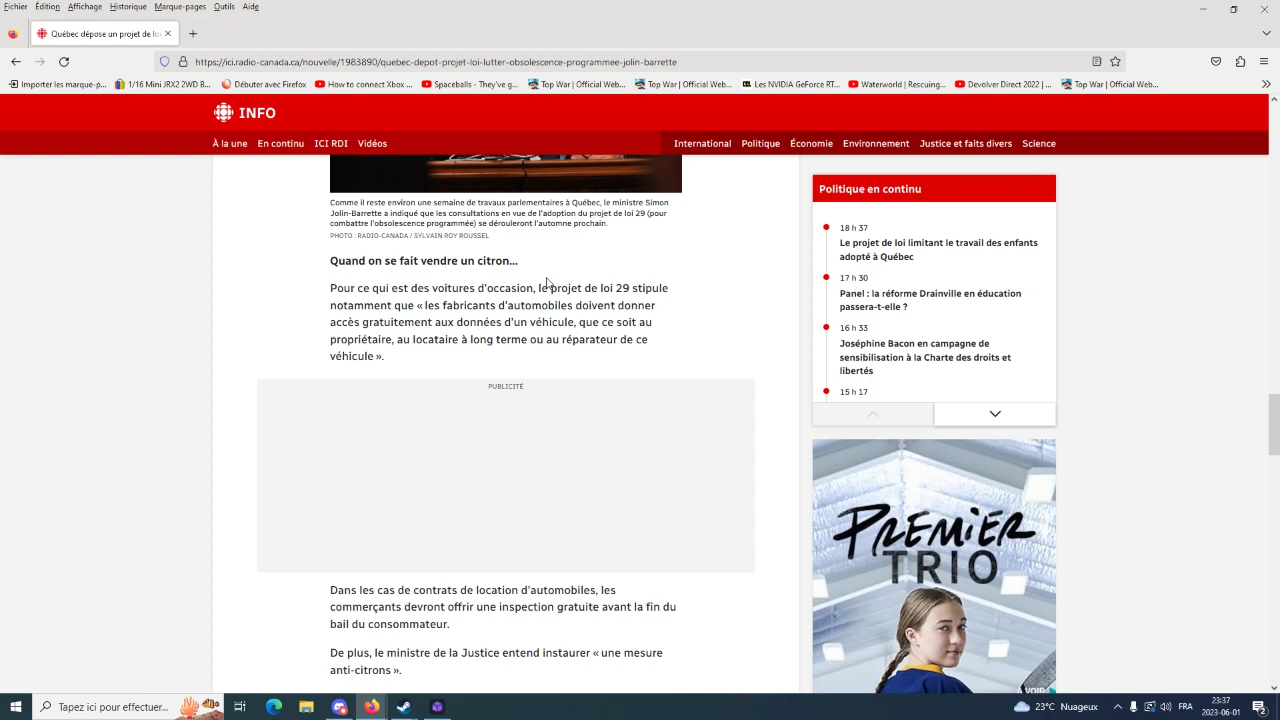 Fichier Édition Affichage Historique Marque-pages Outils Aide
Québec dépose un projet de loi
https://ici.radio-canada.ca/nouvelle/1983890/quebec-depot-projet-loi-lutter-obsolescence-programmee-jolin-barrette
Importer les marque-p... 1/16 Mini JRX2 2WD B... Débuter avec Firefox How to connect Xbox ... Spaceballs - They've g... Top War | Official Web... Top War | Official Web... Les NVIDIA GeForce RT... Waterworld | Rescuing... Devolver Direct 2022 | ... Top War | Official Web...
INFO
À la une En continu ICI RDI Vidéos International Politique Économie Environnement Justice et faits divers Science
Comme il reste environ une semaine de travaux parlementaires à Québec, le ministre Simon
Jolin-Barrette a indiqué que les consultations en vue de l'adoption du projet de loi 29 (pour
combattre l'obsolescence programmée) se dérouleront l'automne prochain.
PHOTO : RADIO-CANADA / SYLVAIN ROY ROUSSEL
Quand on se fait vendre un citron...
Pour ce qui est des voitures d'occasion, le projet de loi 29 stipule
notamment que « les fabricants d'automobiles doivent donner
accès gratuitement aux données d'un véhicule, que ce soit au
propriétaire, au locataire à long terme ou au réparateur de ce
véhicule ».
PUBLICITÉ
Dans les cas de contrats de location d'automobiles, les
commerçants devront offrir une inspection gratuite avant la fin du
bail du consommateur.
De plus, le ministre de la Justice entend instaurer « une mesure
anti-citrons ».
Politique en continu
18 h 37
Le projet de loi limitant le travail des enfants
adopté à Québec
17 h 30
Panel : la réforme Drainville en éducation
passera-t-elle ?
16 h 33
Joséphine Bacon en campagne de
sensibilisation à la Charte des droits et
libertés
15 h 17
PREMIER
TRIO
À VOIR
Tapez ici pour effectuer...
23°C Nuageux
FRA
23:37
2023-06-01
2